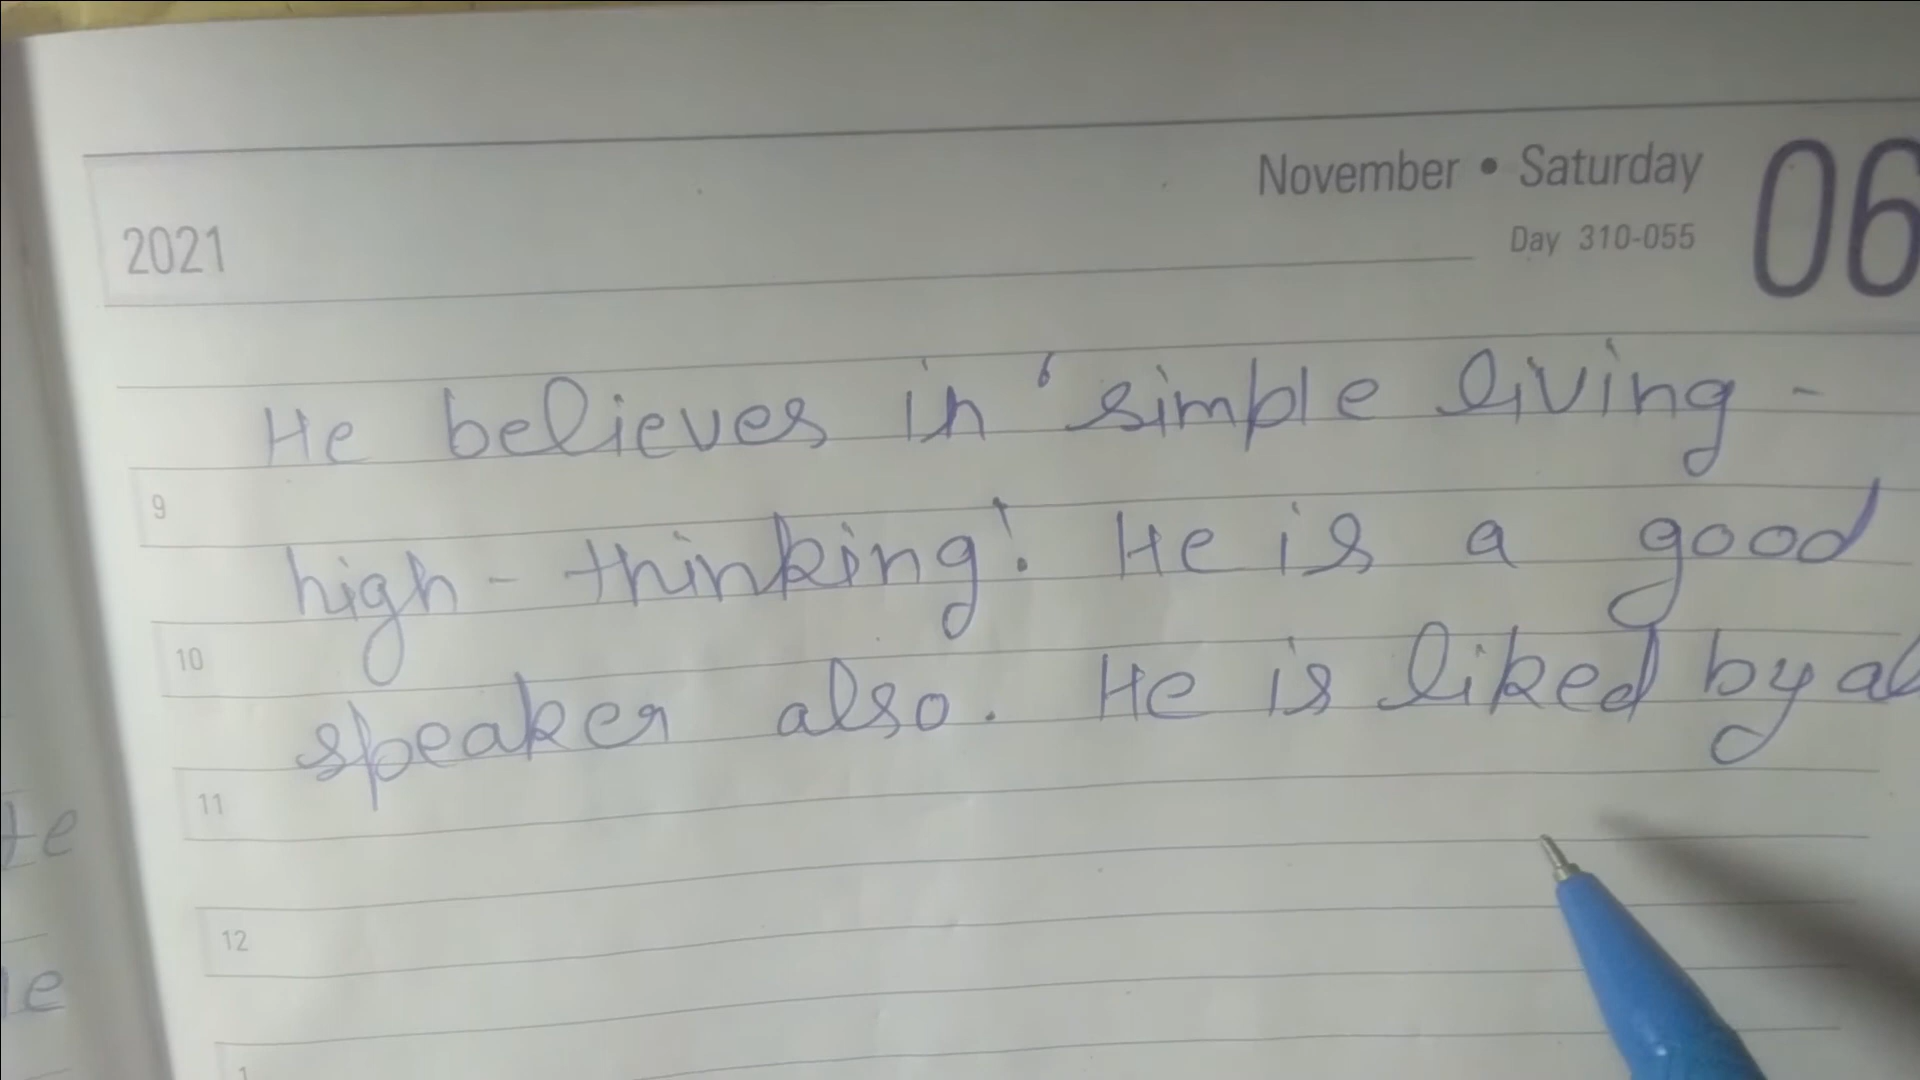 November • Saturday 06
2021
Day 310-055
He believes in 'simple living -
9
high - thinking'. He is a good
10
speaker also. He is liked by
11
12